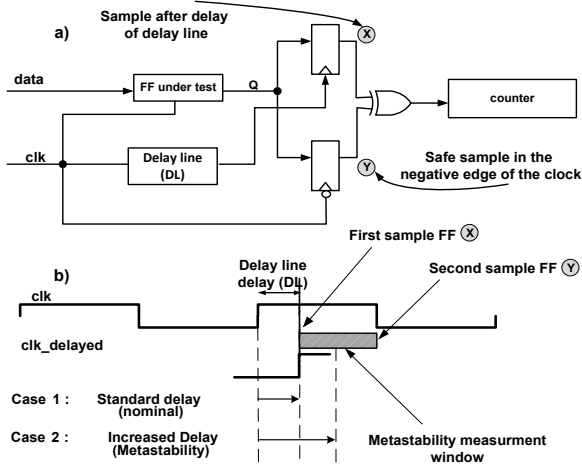 Sample after delay
of delay line
a)
X
data
FF under test
Q
counter
clk
Delay line
(DL)
Y
Safe sample in the
negative edge of the clock
First sample FF X
b)
Delay line
delay (DL)
Second sample FF Y
clk
clk_delayed
Case 1 : Standard delay
(nominal)
Case 2 : Increased Delay
(Metastability)
Metastability measurment
window